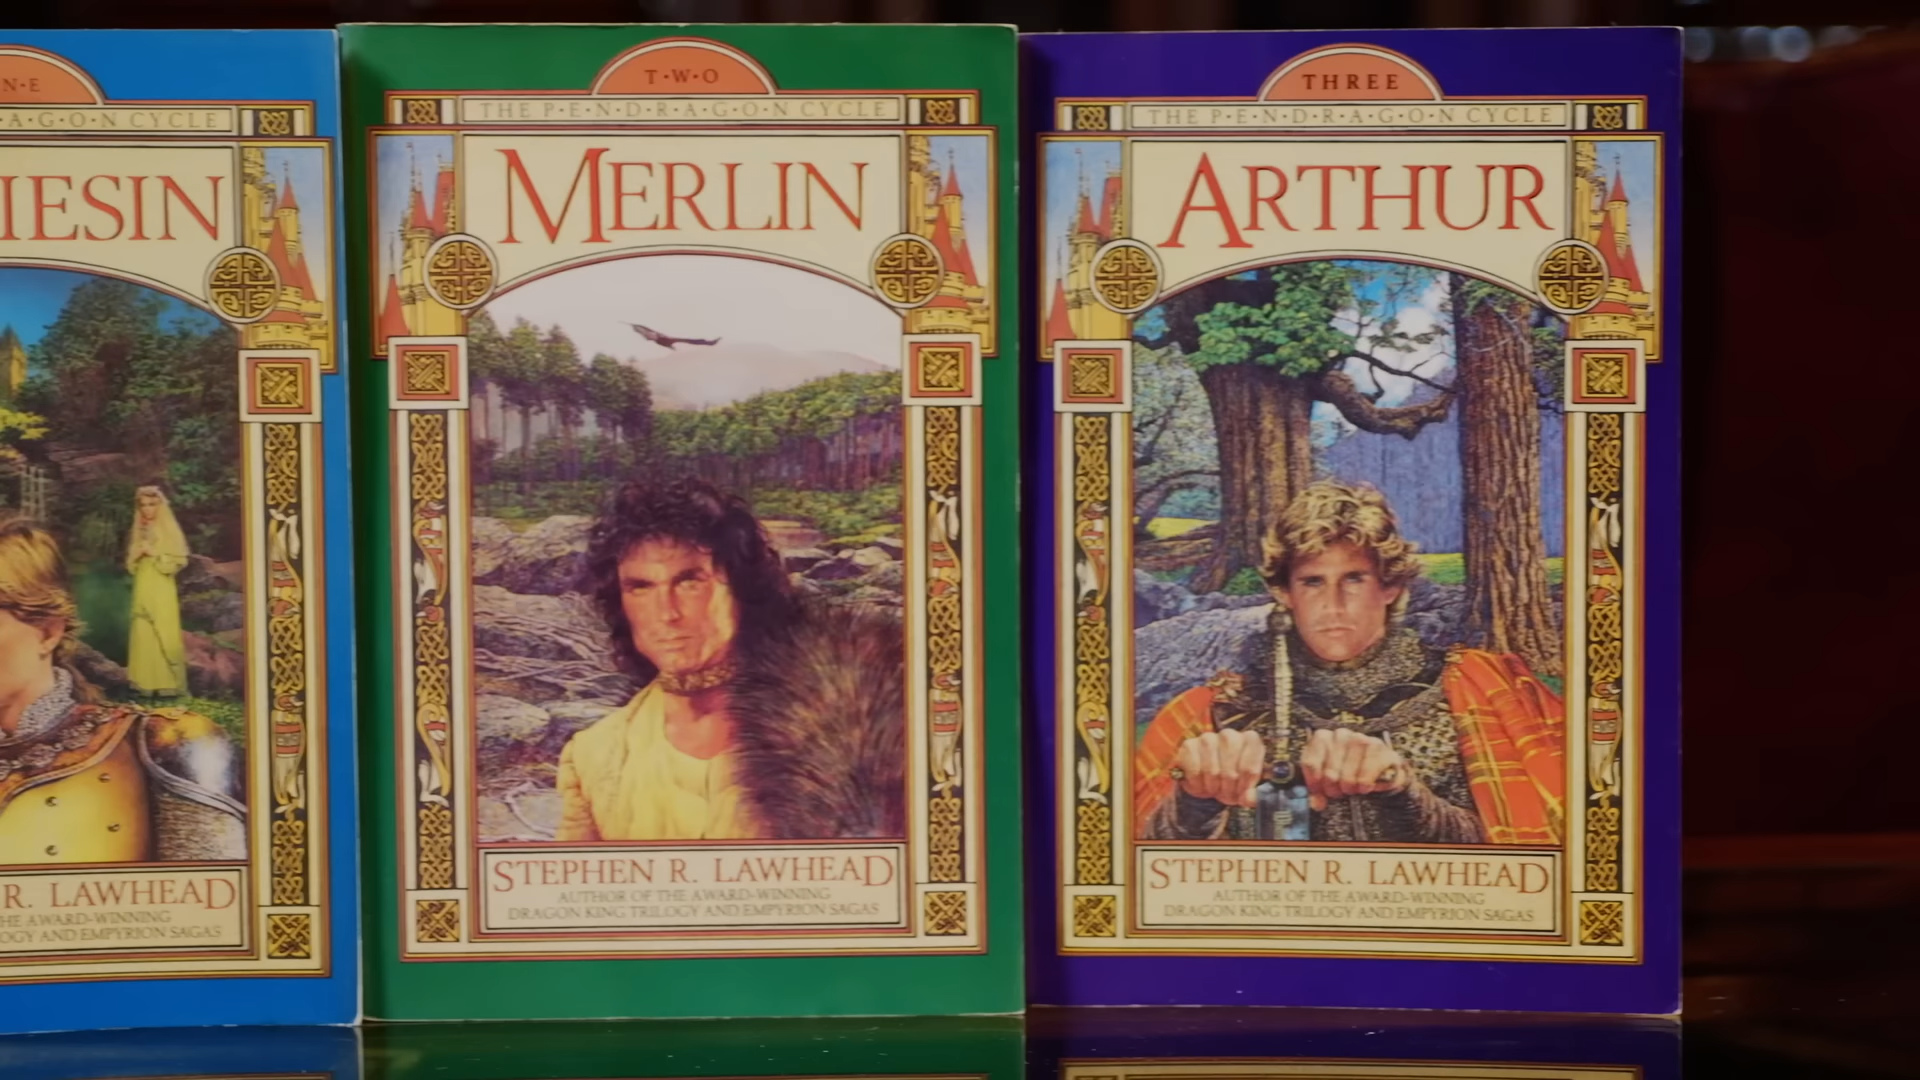 N·E
A·G·O·N CYCLE
IESIN
R. LAWHEAD
HE AWARD-WINNING
OGY AND EMPYRION SAGAS
T·W·O
THE P·E·N·D·R·A·G·O·N CYCLE
MERLIN
STEPHEN R. LAWHEAD
AUTHOR OF THE AWARD-WINNING
DRAGON KING TRILOGY AND EMPYRION SAGAS
THREE
THE P·E·N·D·R·A·G·O·N CYCLE
ARTHUR
STEPHEN R. LAWHEAD
AUTHOR OF THE AWARD-WINNING
DRAGON KING TRILOGY AND EMPYRION SAGAS